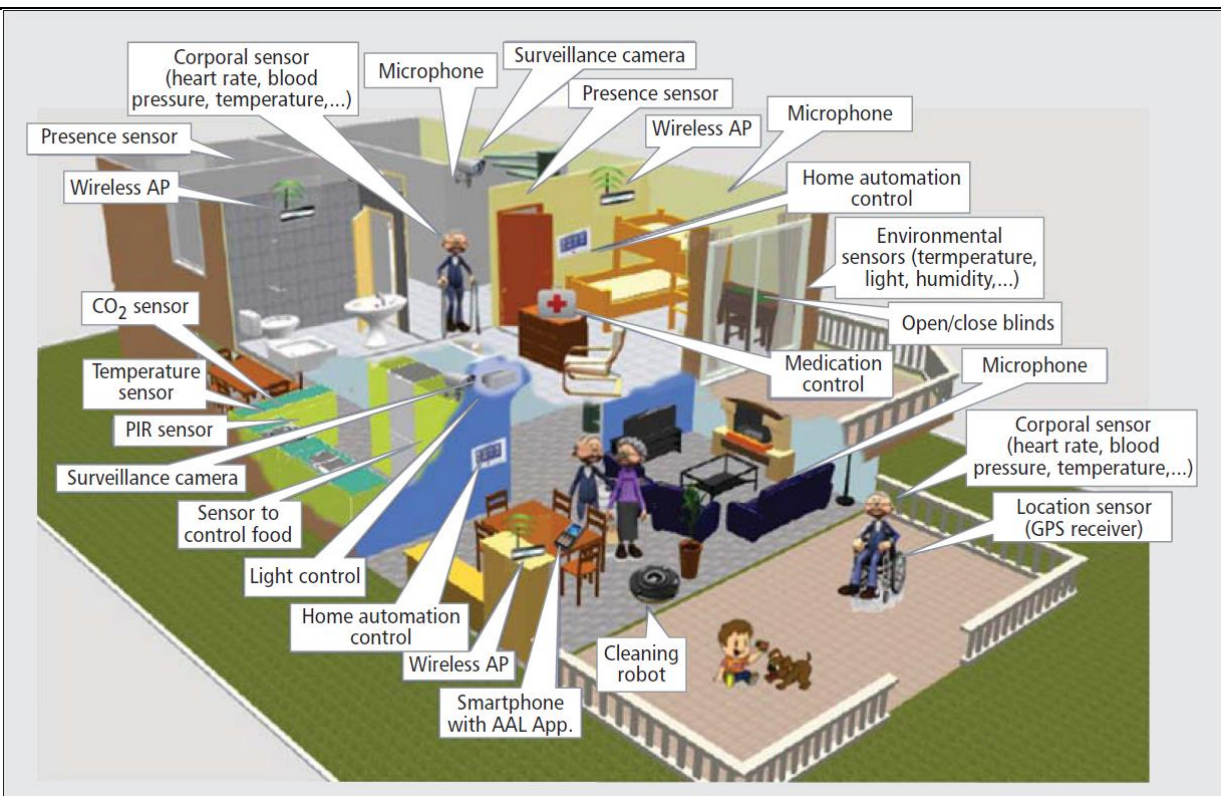 Corporal sensor
(heart rate, blood
pressure, temperature,...)
Microphone
Surveillance camera
Presence sensor
Wireless AP
Microphone
Presence sensor
Wireless AP
Home automation
control
Environmental
sensors (termperature,
light, humidity,...)
Open/close blinds
CO2 sensor
Temperature
sensor
PIR sensor
Surveillance camera
Sensor to
control food
Light control
Home automation
control
Wireless AP
Smartphone
with AAL App.
Cleaning
robot
Medication
control
Microphone
Corporal sensor
(heart rate, blood
pressure, temperature,...)
Location sensor
(GPS receiver)